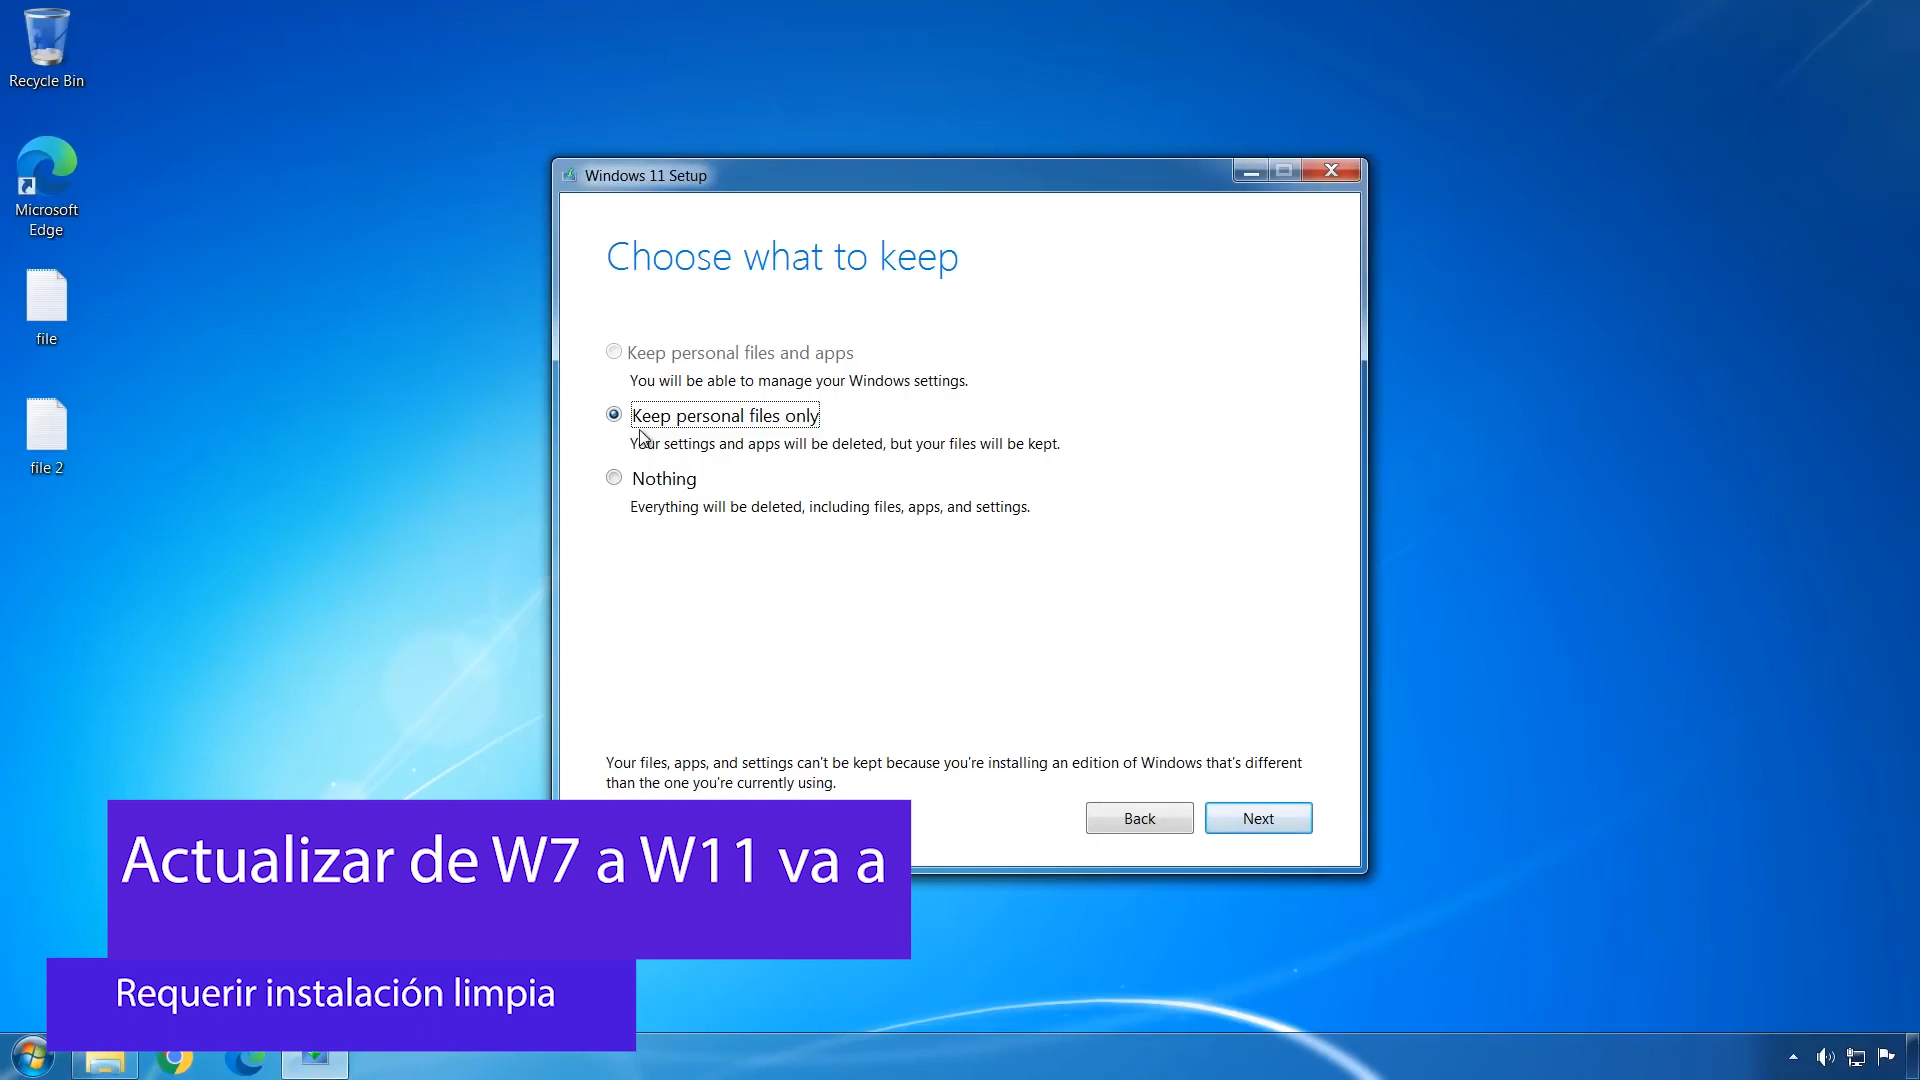 Recycle Bin
Microsoft
Edge
file
file 2
Windows 11 Setup
Choose what to keep
Keep personal files and apps
You will be able to manage your Windows settings.
Keep personal files only
Your settings and apps will be deleted, but your files will be kept.
Nothing
Everything will be deleted, including files, apps, and settings.
Your files, apps, and settings can't be kept because you're installing an edition of Windows that's different
than the one you're currently using.
Back
Next
Actualizar de W7 a W11 va a
Requerir instalación limpia